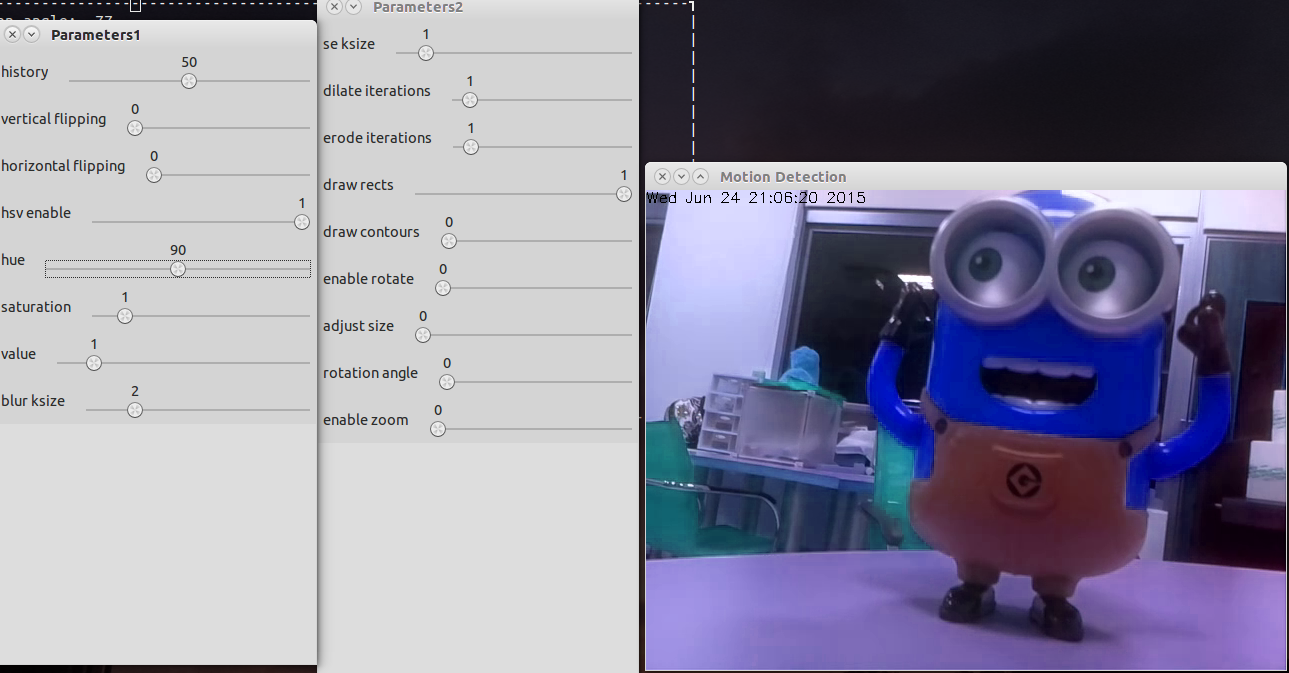 Parameters1
history
50
vertical flipping
0
horizontal flipping
0
hsv enable
1
hue
90
saturation
1
value
1
blur ksize
2
Parameters2
se ksize
1
dilate iterations
1
erode iterations
1
draw rects
1
draw contours
0
enable rotate
0
adjust size
0
rotation angle
0
enable zoom
0
Motion Detection
Wed Jun 24 21:06:20 2015